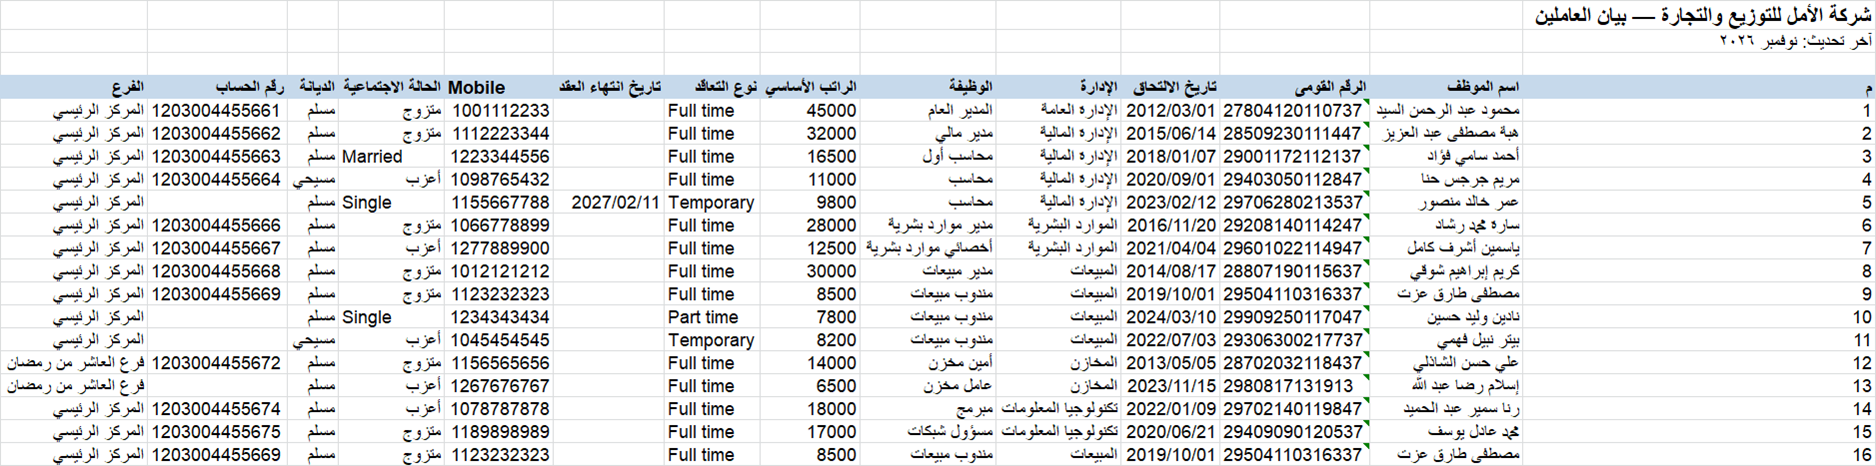 شركة الأمل للتوزيع والتجارة — بيان العاملين
آخر تحديث: نوفمبر ٢٠٢٦
م اسم الموظف الرقم القومى تاريخ الالتحاق الإدارة الوظيفة الراتب الأساسي نوع التعاقد تاريخ انتهاء العقد Mobile الحالة الاجتماعية الديانة رقم الحساب الفرع
1 محمود عبد الرحمن السيد 27804120110737 2012/03/01 الإدارة العامة المدير العام 45000 Full time 1001112233 متزوج مسلم 1203004455661 المركز الرئيسي
2 هبة مصطفى عبد العزيز 28509230111447 2015/06/14 الإدارة المالية مدير مالي 32000 Full time 1112223344 متزوج مسلم 1203004455662 المركز الرئيسي
3 أحمد سامي فؤاد 29001172112137 2018/01/07 الإدارة المالية محاسب أول 16500 Full time 1223344556 Married مسلم 1203004455663 المركز الرئيسي
4 مريم جرجس حنا 29403050112847 2020/09/01 الإدارة المالية محاسب 11000 Full time 1098765432 أعزب مسيحي 1203004455664 المركز الرئيسي
5 عمر خالد منصور 29706280213537 2023/02/12 الإدارة المالية محاسب 9800 Temporary 2027/02/11 1155667788 Single مسلم المركز الرئيسي
6 سارة محمد رشاد 29208140114247 2016/11/20 الموارد البشرية مدير موارد بشرية 28000 Full time 1066778899 متزوج مسلم 1203004455666 المركز الرئيسي
7 ياسمين أشرف كامل 29601022114947 2021/04/04 الموارد البشرية أخصائي موارد بشرية 12500 Full time 1277889900 أعزب مسلم 1203004455667 المركز الرئيسي
8 كريم إبراهيم شوقي 28807190115637 2014/08/17 المبيعات مدير مبيعات 30000 Full time 1012121212 متزوج مسلم 1203004455668 المركز الرئيسي
9 مصطفى طارق عزت 29504110316337 2019/10/01 المبيعات مندوب مبيعات 8500 Full time 1123232323 متزوج مسلم 1203004455669 المركز الرئيسي
10 نادين وليد حسين 29909250117047 2024/03/10 المبيعات مندوب مبيعات 7800 Part time 1234343434 Single مسلم المركز الرئيسي
11 بيتر نبيل فهمي 29306300217737 2022/07/03 المبيعات مندوب مبيعات 8200 Temporary 1045454545 أعزب مسيحي المركز الرئيسي
12 علي حسن الشاذلي 28702032118437 2013/05/05 المخازن أمين مخزن 14000 Full time 1156565656 متزوج مسلم 1203004455672 فرع العاشر من رمضان
13 إسلام رضا عبد الله 2980817131913 2023/11/15 المخازن عامل مخزن 6500 Full time 1267676767 أعزب مسلم فرع العاشر من رمضان
14 رنا سمير عبد الحميد 29702140119847 2022/01/09 تكنولوجيا المعلومات مبرمج 18000 Full time 1078787878 أعزب مسلم 1203004455674 المركز الرئيسي
15 محمد عادل يوسف 29409090120537 2020/06/21 تكنولوجيا المعلومات مسؤول شبكات 17000 Full time 1189898989 متزوج مسلم 1203004455675 المركز الرئيسي
16 مصطفى طارق عزت 29504110316337 2019/10/01 المبيعات مندوب مبيعات 8500 Full time 1123232323 متزوج مسلم 1203004455669 المركز الرئيسي